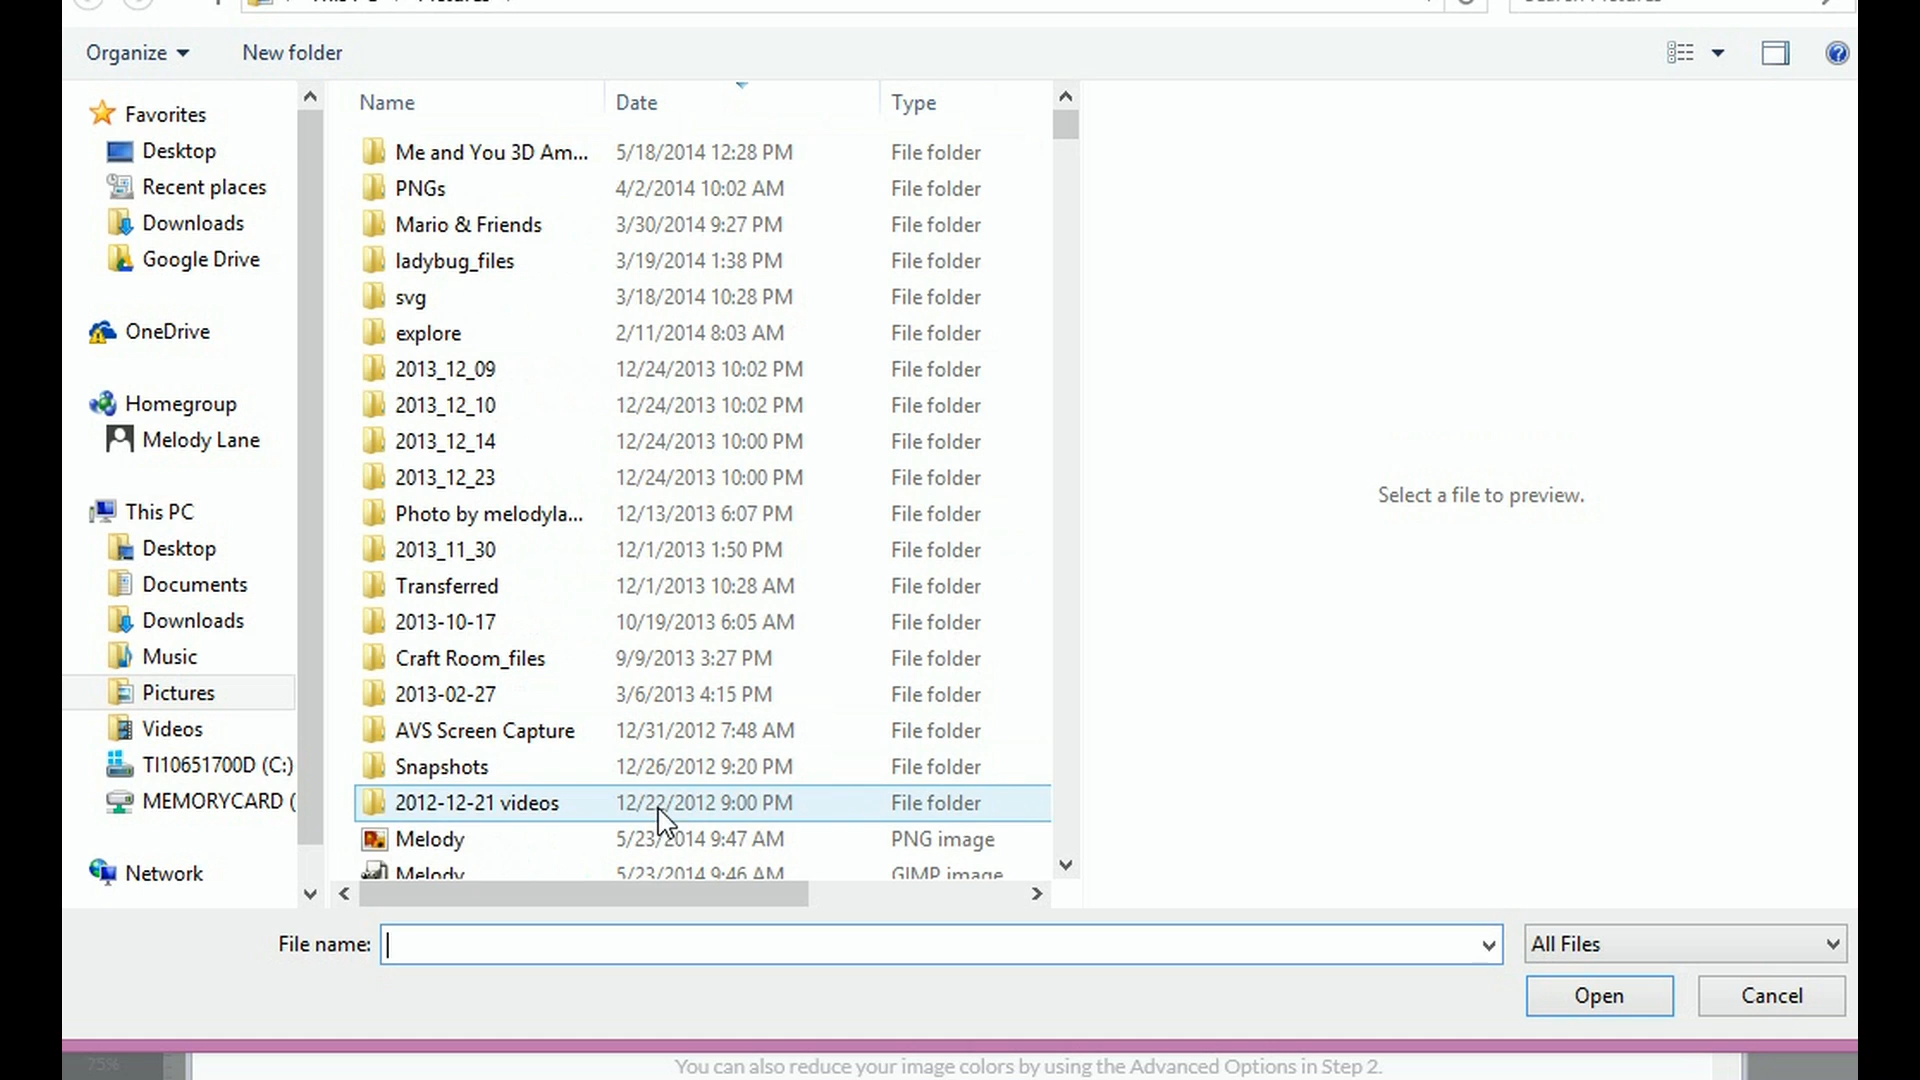 Organize New folder
Name Date Type
Favorites
Desktop
Recent places
Downloads
Google Drive
OneDrive
Homegroup
Melody Lane
This PC
Desktop
Documents
Downloads
Music
Pictures
Videos
TI10651700D (C:)
MEMORYCARD (
Network
Me and You 3D Am... 5/18/2014 12:28 PM File folder
PNGs 4/2/2014 10:02 AM File folder
Mario & Friends 3/30/2014 9:27 PM File folder
ladybug_files 3/19/2014 1:38 PM File folder
svg 3/18/2014 10:28 PM File folder
explore 2/11/2014 8:03 AM File folder
2013_12_09 12/24/2013 10:02 PM File folder
2013_12_10 12/24/2013 10:02 PM File folder
2013_12_14 12/24/2013 10:00 PM File folder
2013_12_23 12/24/2013 10:00 PM File folder
Photo by melodyla... 12/13/2013 6:07 PM File folder
2013_11_30 12/1/2013 1:50 PM File folder
Transferred 12/1/2013 10:28 AM File folder
2013-10-17 10/19/2013 6:05 AM File folder
Craft Room_files 9/9/2013 3:27 PM File folder
2013-02-27 3/6/2013 4:15 PM File folder
AVS Screen Capture 12/31/2012 7:48 AM File folder
Snapshots 12/26/2012 9:20 PM File folder
2012-12-21 videos 12/22/2012 9:00 PM File folder
Melody 5/23/2014 9:47 AM PNG image
Melody 5/23/2014 9:46 AM GIMP image
Select a file to preview.
File name: All Files
Open Cancel
75%
You can also reduce your image colors by using the Advanced Options in Step 2.